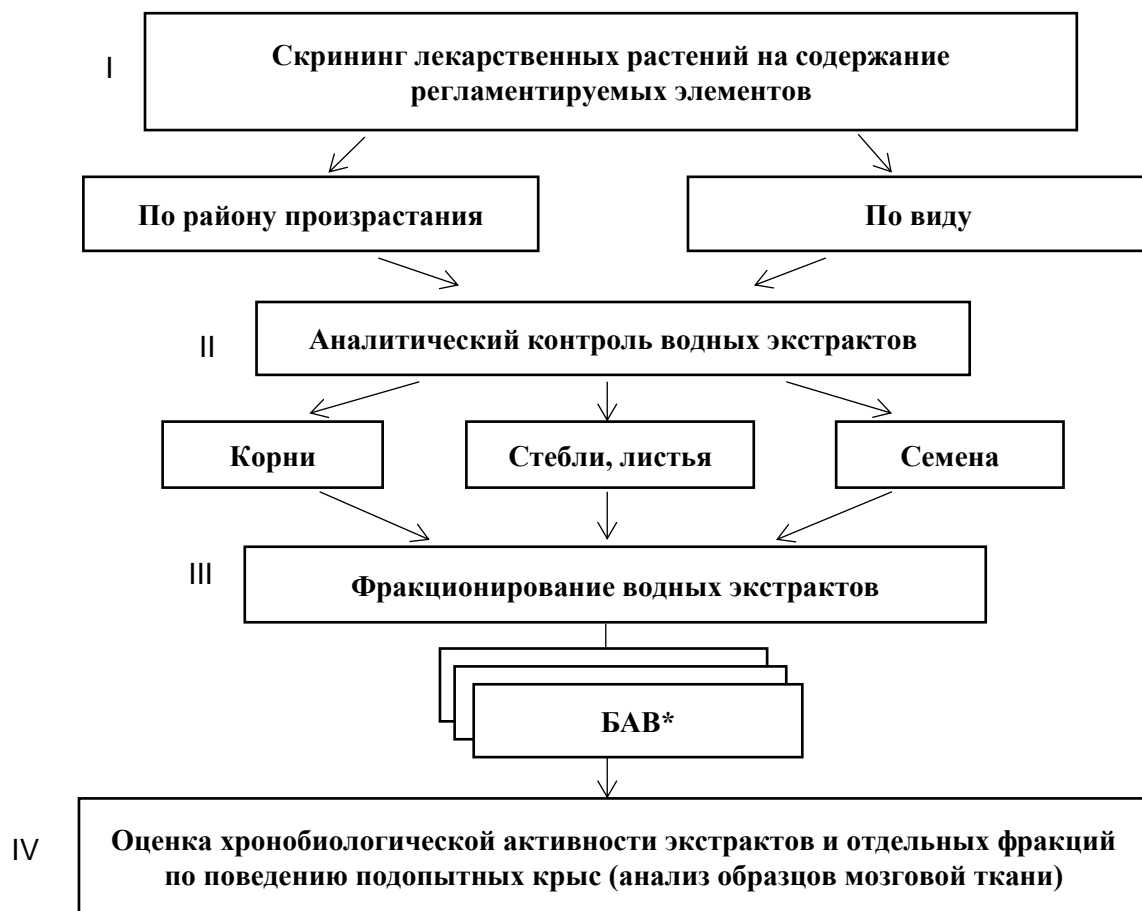 I
Скрининг лекарственных растений на содержание
регламентируемых элементов
По району произрастания
По виду
II
Аналитический контроль водных экстрактов
Корни
Стебли, листья
Семена
III
Фракционирование водных экстрактов
БАВ*
IV
Оценка хронобиологической активности экстрактов и отдельных фракций
по поведению подопытных крыс (анализ образцов мозговой ткани)